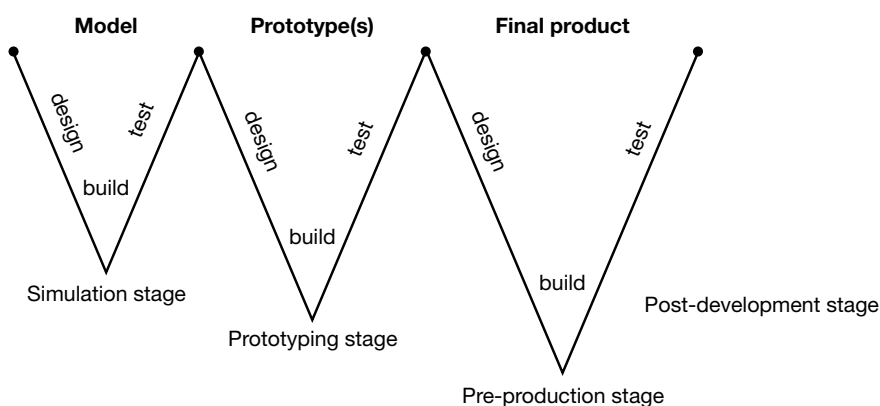 Model
Prototype(s)
Final product
design
test
build
design
test
build
design
test
build
Simulation stage
Prototyping stage
Pre-production stage
Post-development stage